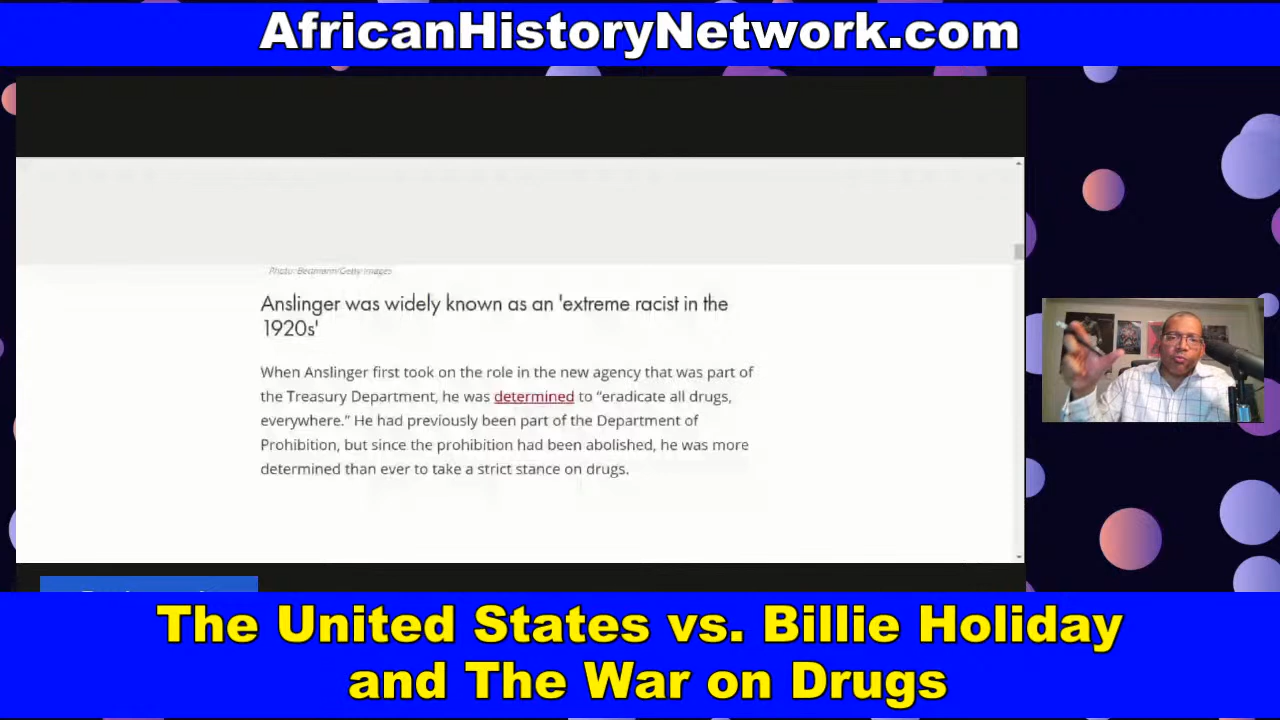 AfricanHistoryNetwork.com
Photo: Bettmann/Getty Images
Anslinger was widely known as an 'extreme racist in the
1920s'
When Anslinger first took on the role in the new agency that was part of
the Treasury Department, he was determined to “eradicate all drugs,
everywhere.” He had previously been part of the Department of
Prohibition, but since the prohibition had been abolished, he was more
determined than ever to take a strict stance on drugs.
The United States vs. Billie Holiday
and The War on Drugs